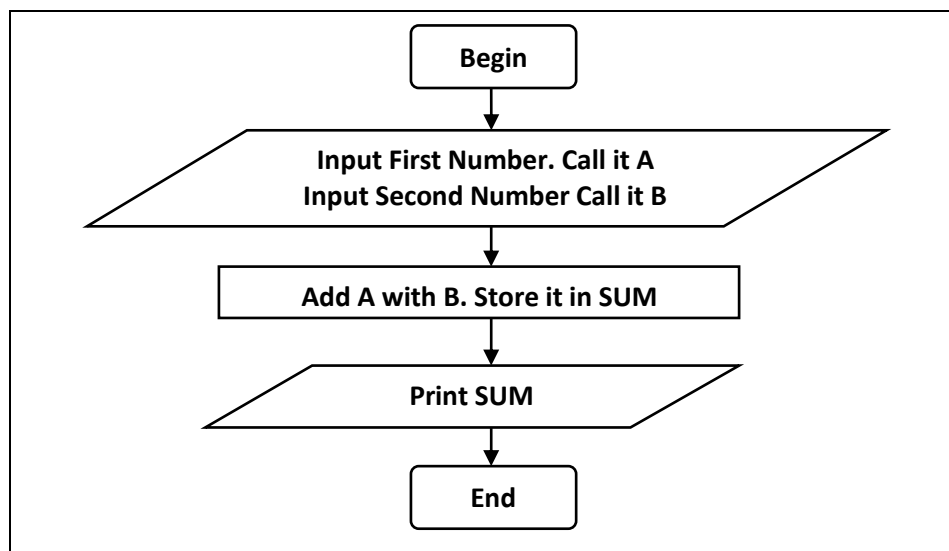 Begin
Input First Number. Call it A
Input Second Number Call it B
Add A with B. Store it in SUM
Print SUM
End